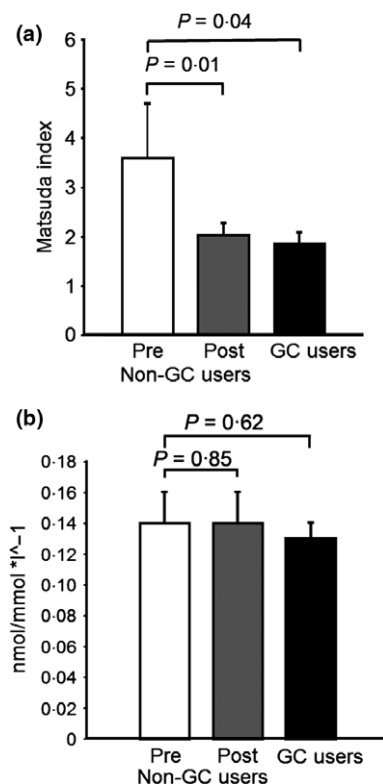 (a)
P = 0·04
P = 0·01
6
5
4
3
2
1
0
Matsuda index
Pre
Post
GC users
Non-GC users
(b)
P = 0·62
P = 0·85
0·18
0·16
0·14
0·12
0·10
0·08
0·06
0·04
0·02
0
nmol/mmol *l^−1
Pre
Post
GC users
Non-GC users